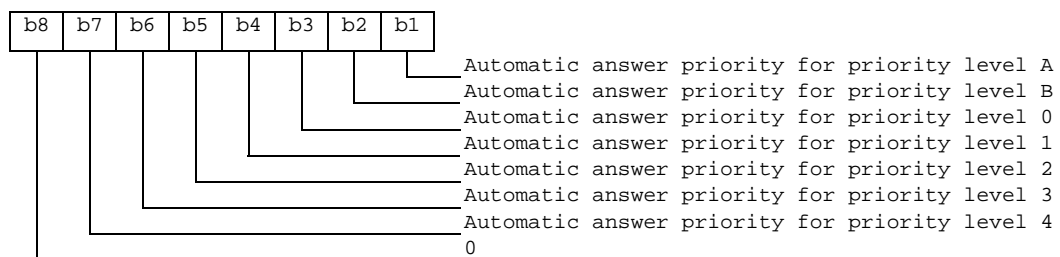 b8 b7 b6 b5 b4 b3 b2 b1
Automatic answer priority for priority level A
Automatic answer priority for priority level B
Automatic answer priority for priority level 0
Automatic answer priority for priority level 1
Automatic answer priority for priority level 2
Automatic answer priority for priority level 3
Automatic answer priority for priority level 4
0